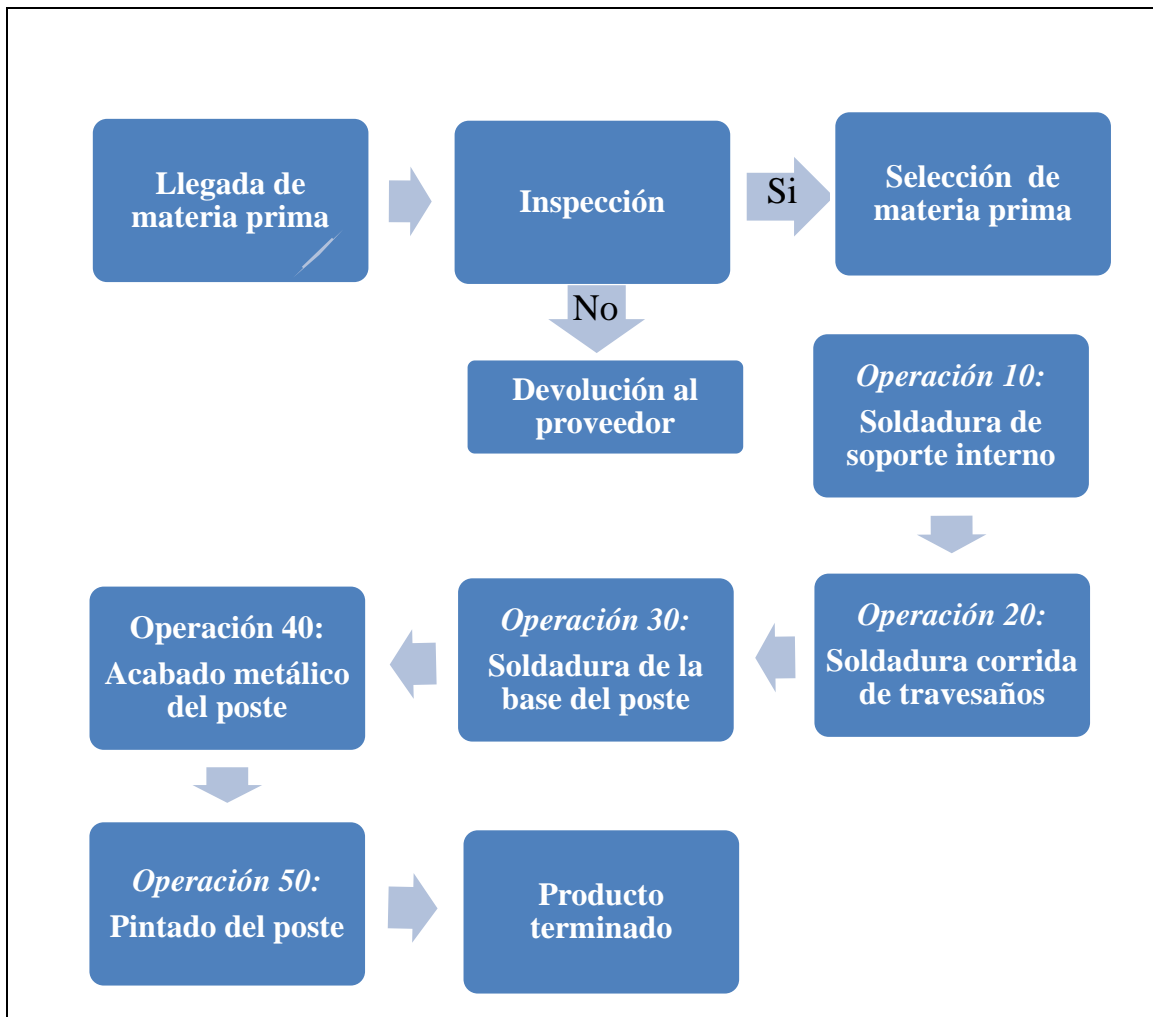 Llegada de
materia prima
Inspección
Si
Selección de
materia prima
No
Devolución al
proveedor
Operación 10:
Soldadura de
soporte interno
Operación 20:
Soldadura corrida
de travesaños
Operación 30:
Soldadura de la
base del poste
Operación 40:
Acabado metálico
del poste
Operación 50:
Pintado del poste
Producto
terminado